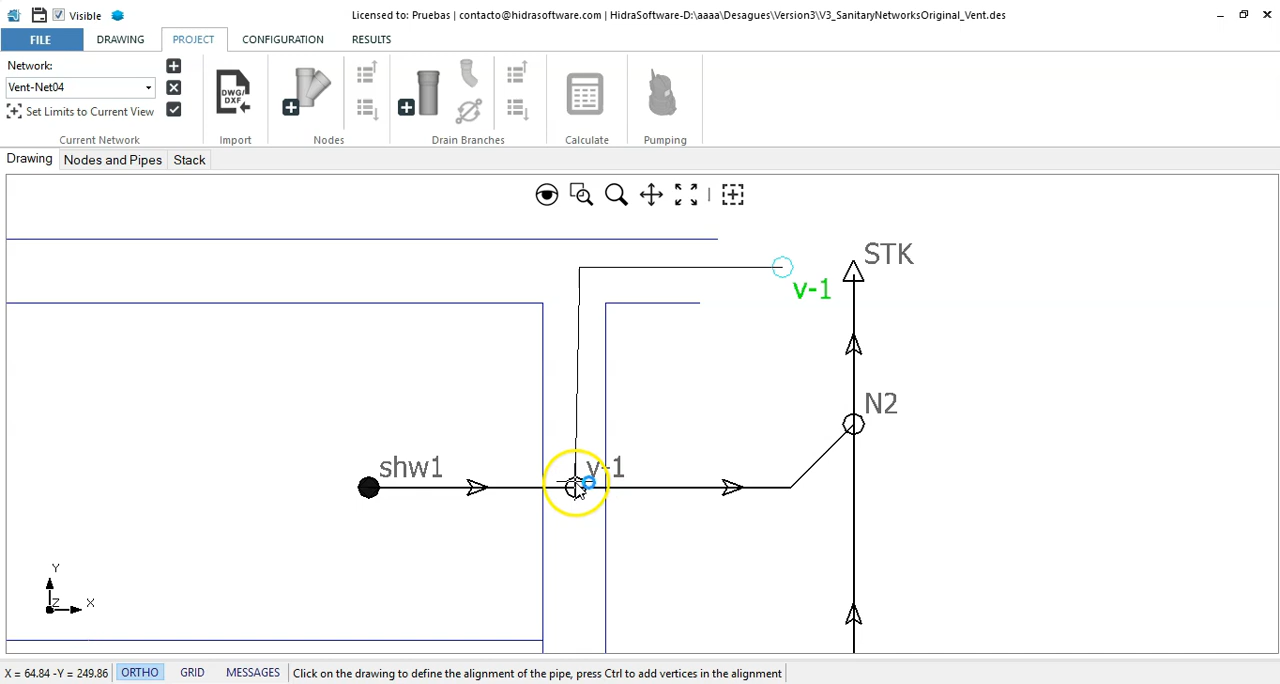 Visible
Licensed to: Pruebas | contacto@hidrasoftware.com | HidraSoftware-D:\aaaa\Desagues\Version3\V3_SanitaryNetworksOriginal_Vent.des
FILE DRAWING PROJECT CONFIGURATION RESULTS
Network:
Vent-Net04
Set Limits to Current View
DWG/
DXF
Current Network Import Nodes Drain Branches Calculate Pumping
Drawing Nodes and Pipes Stack
STK
v-1
N2
shw1
v-1
Y
Z
X
X = 64.84 -Y = 249.86 ORTHO GRID MESSAGES Click on the drawing to define the alignment of the pipe, press Ctrl to add vertices in the alignment